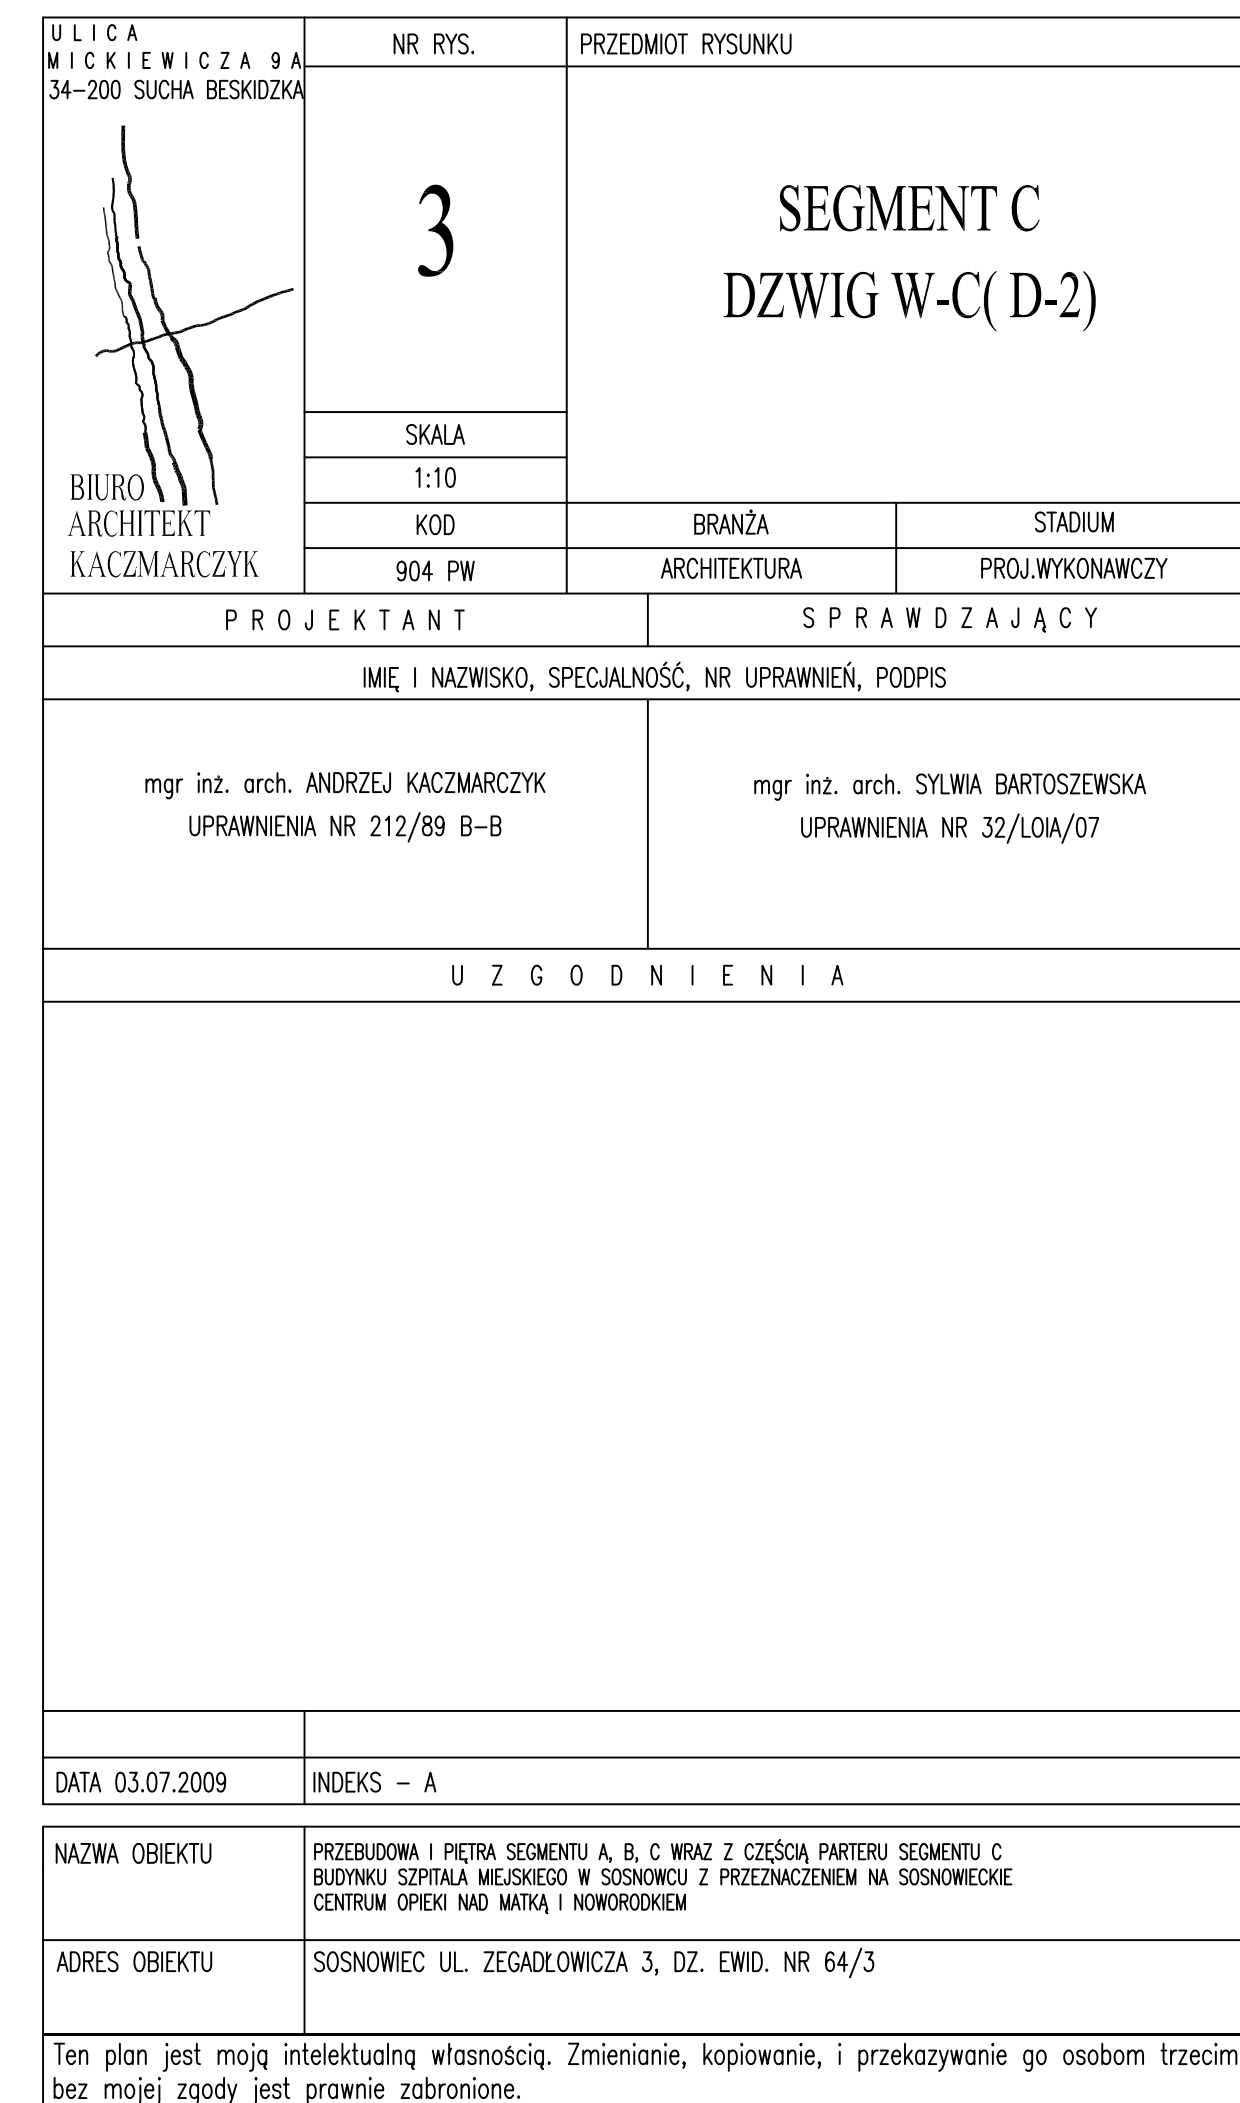 ULICA
MICKIEWICZA 9A
34-200 SUCHA BESKIDZKA
BIURO
ARCHITEKT
KACZMARCZYK
NR RYS.
3
SKALA
1:10
KOD
904 PW
PRZEDMIOT RYSUNKU
SEGMENT C
DZWIG W-C( D-2)
BRANŻA
ARCHITEKTURA
STADIUM
PROJ.WYKONAWCZY
PROJEKTANT
SPRAWDZAJĄCY
IMIĘ I NAZWISKO, SPECJALNOŚĆ, NR UPRAWNIEŃ, PODPIS
mgr inż. arch. ANDRZEJ KACZMARCZYK
UPRAWNIENIA NR 212/89 B-B
mgr inż. arch. SYLWIA BARTOSZEWSKA
UPRAWNIENIA NR 32/LOIA/07
UZGODNIENIA
DATA 03.07.2009
INDEKS - A
NAZWA OBIEKTU
PRZEBUDOWA I PIĘTRA SEGMENTU A, B, C WRAZ Z CZĘŚCIĄ PARTERU SEGMENTU C
BUDYNKU SZPITALA MIEJSKIEGO W SOSNOWCU Z PRZEZNACZENIEM NA SOSNOWIECKIE
CENTRUM OPIEKI NAD MATKĄ I NOWORODKIEM
ADRES OBIEKTU
SOSNOWIEC UL. ZEGADŁOWICZA 3, DZ. EWID. NR 64/3
Ten plan jest moją intelektualną własnością. Zmienianie, kopiowanie, i przekazywanie go osobom trzecim
bez mojej zgody jest prawnie zabronione.